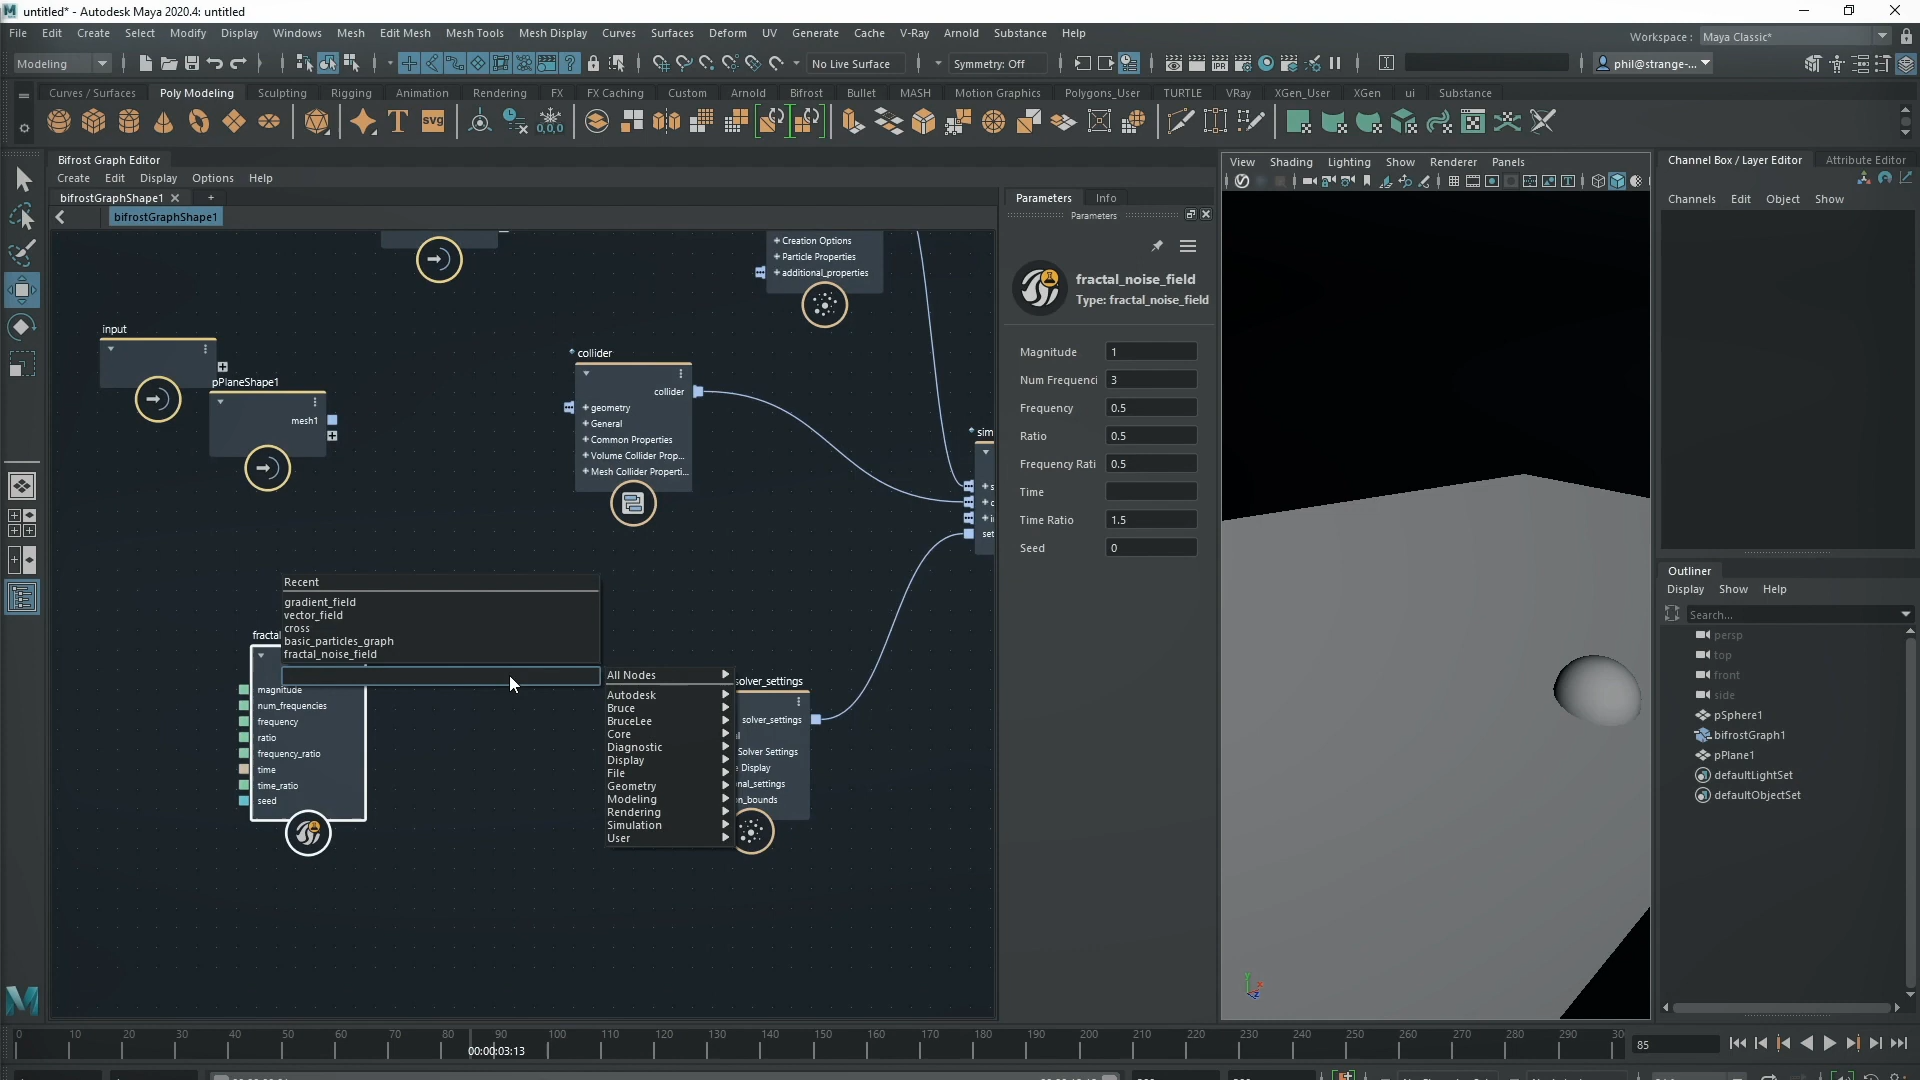 untitled* - Autodesk Maya 2020.4: untitled
File Edit Create Select Modify Display Windows Mesh Edit Mesh Mesh Tools Mesh Display Curves Surfaces Deform UV Generate Cache V-Ray Arnold Substance Help
Workspace : Maya Classic*
Modeling No Live Surface Symmetry: Off phil@strange-...
Curves / Surfaces Poly Modeling Sculpting Rigging Animation Rendering FX FX Caching Custom Arnold Bifrost Bullet MASH Motion Graphics Polygons_User TURTLE VRay XGen_User XGen ui Substance
Bifrost Graph Editor
Create Edit Display Options Help
bifrostGraphShape1
bifrostGraphShape1
Parameters Info
Parameters
fractal_noise_field
Type: fractal_noise_field
Magnitude 1
Num Frequenci 3
Frequency 0.5
Ratio 0.5
Frequency Rati 0.5
Time
Time Ratio 1.5
Seed 0
Creation Options
Particle Properties
additional_properties
input
pPlaneShape1
mesh1
collider
collider
geometry
General
Common Properties
Volume Collider Prop...
Mesh Collider Properti...
sim
set
Recent
gradient_field
vector_field
cross
basic_particles_graph
fractal_noise_field
fractal
magnitude
num_frequencies
frequency
ratio
frequency_ratio
time
time_ratio
seed
All Nodes
Autodesk
Bruce
BruceLee
Core
Diagnostic
Display
File
Geometry
Modeling
Rendering
Simulation
User
solver_settings
solver_settings
Solver Settings
Display
nal_settings
n_bounds
View Shading Lighting Show Renderer Panels
Channel Box / Layer Editor Attribute Editor
Channels Edit Object Show
Outliner
Display Show Help
Search...
persp
top
front
side
pSphere1
bifrostGraph1
pPlane1
defaultLightSet
defaultObjectSet
0 10 20 30 40 50 60 70 80 90 100 110 120 130 140 150 160 170 180 190 200 210 220 230 240 250 260 270 280 290 30
00:00:03:13
85